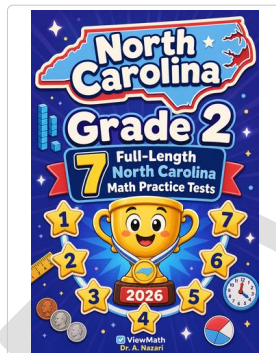 North
Carolina
Grade 2
7
Full-Length
North Carolina
Math Practice Tests
1
7
2
6
3
5
4
2026
ViewMath
Dr. A. Nazari